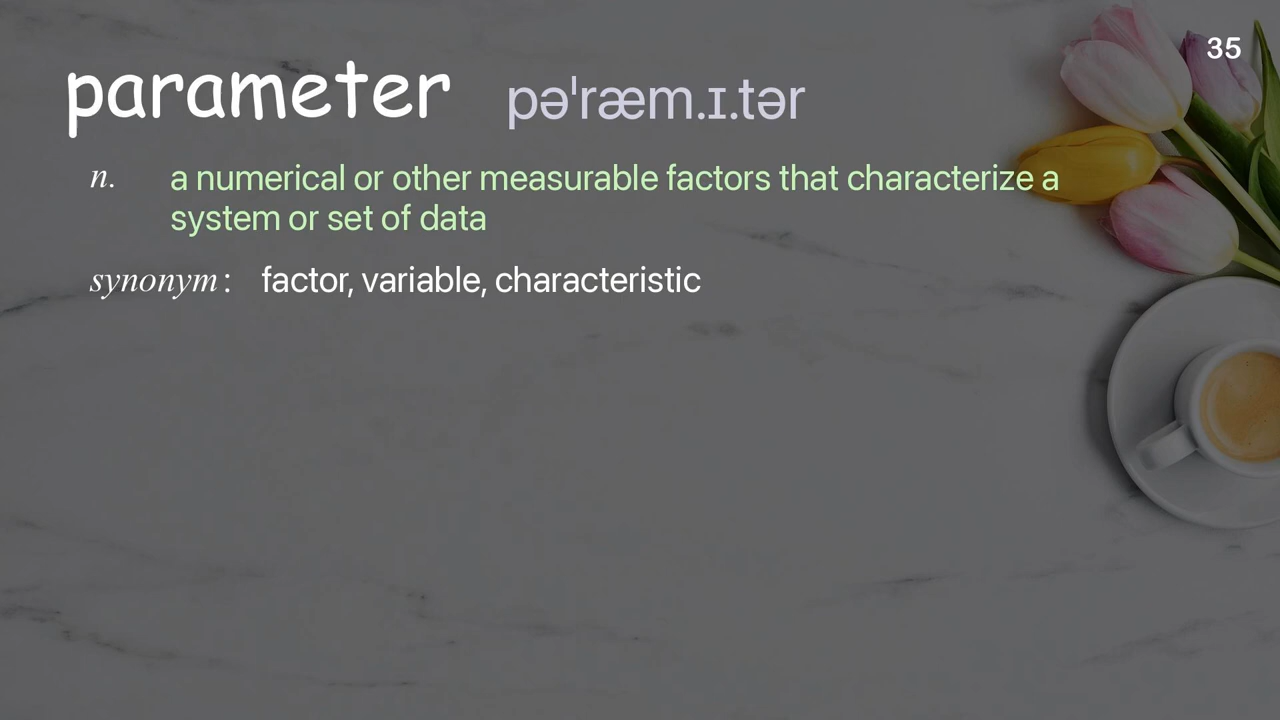 35
parameter pəˈræm.ɪ.tər
n. a numerical or other measurable factors that characterize a
system or set of data
synonym: factor, variable, characteristic